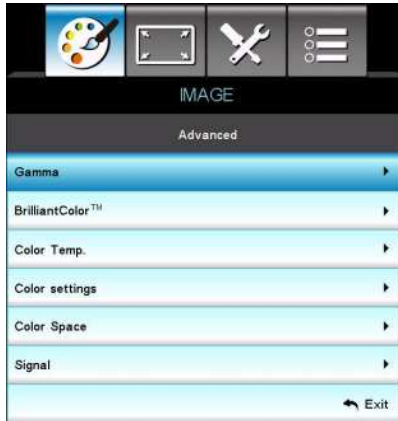 IMAGE
Advanced
Gamma
BrilliantColor™
Color Temp.
Color settings
Color Space
Signal
Exit